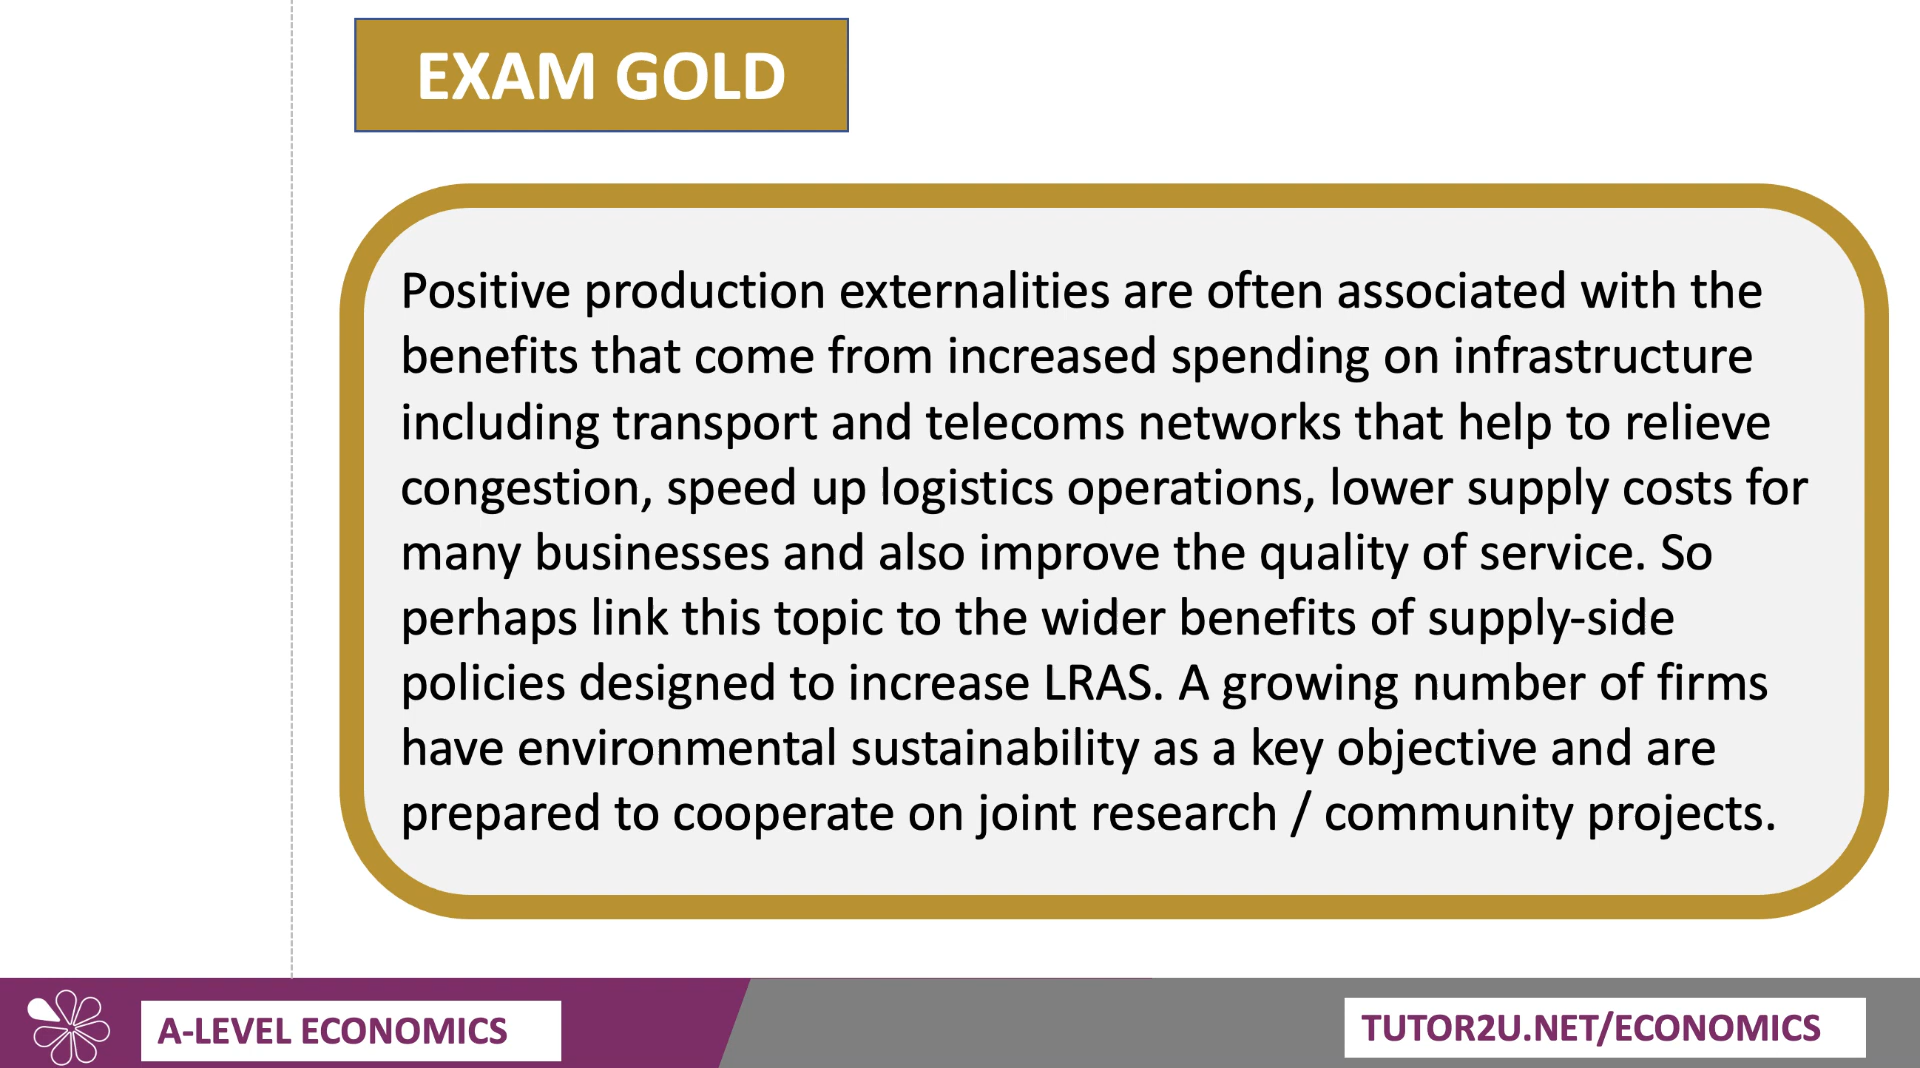 EXAM GOLD
Positive production externalities are often associated with the
benefits that come from increased spending on infrastructure
including transport and telecoms networks that help to relieve
congestion, speed up logistics operations, lower supply costs for
many businesses and also improve the quality of service. So
perhaps link this topic to the wider benefits of supply-side
policies designed to increase LRAS. A growing number of firms
have environmental sustainability as a key objective and are
prepared to cooperate on joint research / community projects.
A-LEVEL ECONOMICS
TUTOR2U.NET/ECONOMICS